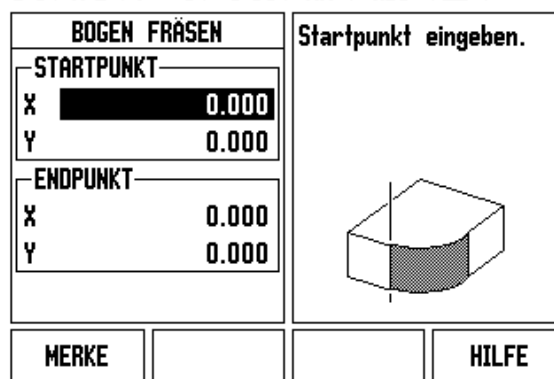 BOGEN FRÄSEN
STARTPUNKT
X 0.000
Y 0.000
ENDPUNKT
X 0.000
Y 0.000
Startpunkt eingeben.
MERKE
HILFE